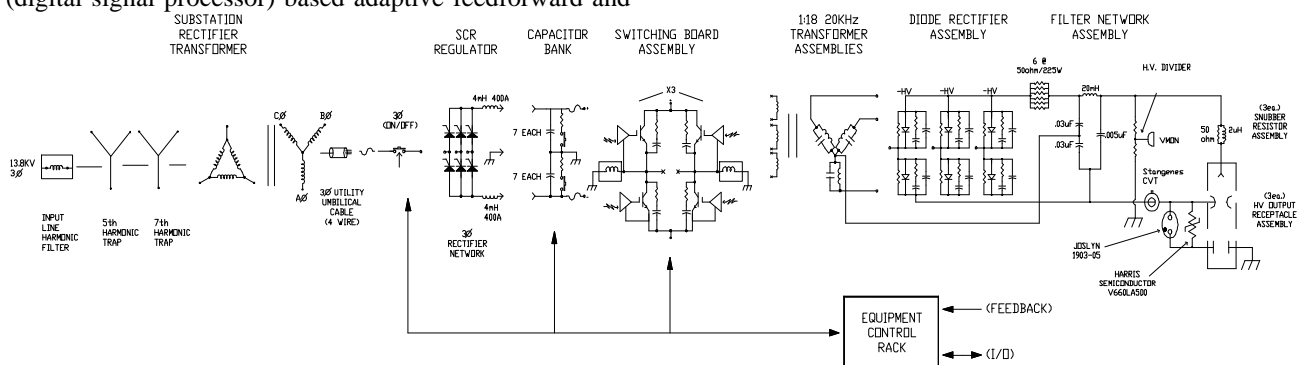 (digital signal processor) based adaptive feedforward and
SUBSTATION
RECTIFIER
TRANSFORMER
SCR
REGULATOR
CAPACITOR
BANK
SWITCHING BOARD
ASSEMBLY
1:18 20KHz
TRANSFORMER
ASSEMBLIES
DIODE RECTIFIER
ASSEMBLY
FILTER NETWORK
ASSEMBLY
13.8KV
3Ø
INPUT
LINE
HARMONIC
FILTER
5th
HARMONIC
TRAP
7th
HARMONIC
TRAP
CØ
BØ
AØ
3Ø UTILITY
UMBILICAL
CABLE
(4 WIRE)
3Ø
(ON/OFF)
4mH 400A
4mH
400A
3Ø
RECTIFIER
NETWORK
7 EACH
7 EACH
X3
-HV
-HV
-HV
6 @
50ohm/225W
20mH
.03uF
.03uF
.005uF
H.V. DIVIDER
VMON
50
ohm
2uH
(3ea.)
SNUBBER
RESISTOR
ASSEMBLY
Stangenes
CVT
(3ea.)
HV OUTPUT
RECEPTACLE
ASSEMBLY
JOSLYN
1903-05
HARRIS
SEMICONDUCTOR
V660LA500
EQUIPMENT
CONTROL
RACK
(FEEDBACK)
(I/O)